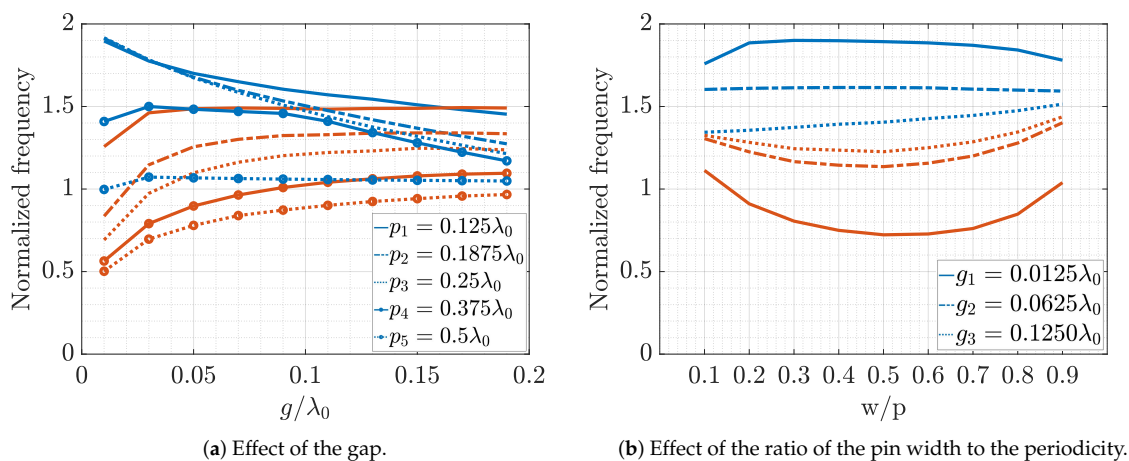 2
1.5
1
0.5
0
Normalized frequency
0
0.05
0.1
0.15
0.2
g/λ₀
p₁ = 0.125λ₀
p₂ = 0.1875λ₀
p₃ = 0.25λ₀
p₄ = 0.375λ₀
p₅ = 0.5λ₀
(a) Effect of the gap.
2
1.5
1
0.5
0
Normalized frequency
0.1 0.2 0.3 0.4 0.5 0.6 0.7 0.8 0.9
w/p
g₁ = 0.0125λ₀
g₂ = 0.0625λ₀
g₃ = 0.1250λ₀
(b) Effect of the ratio of the pin width to the periodicity.